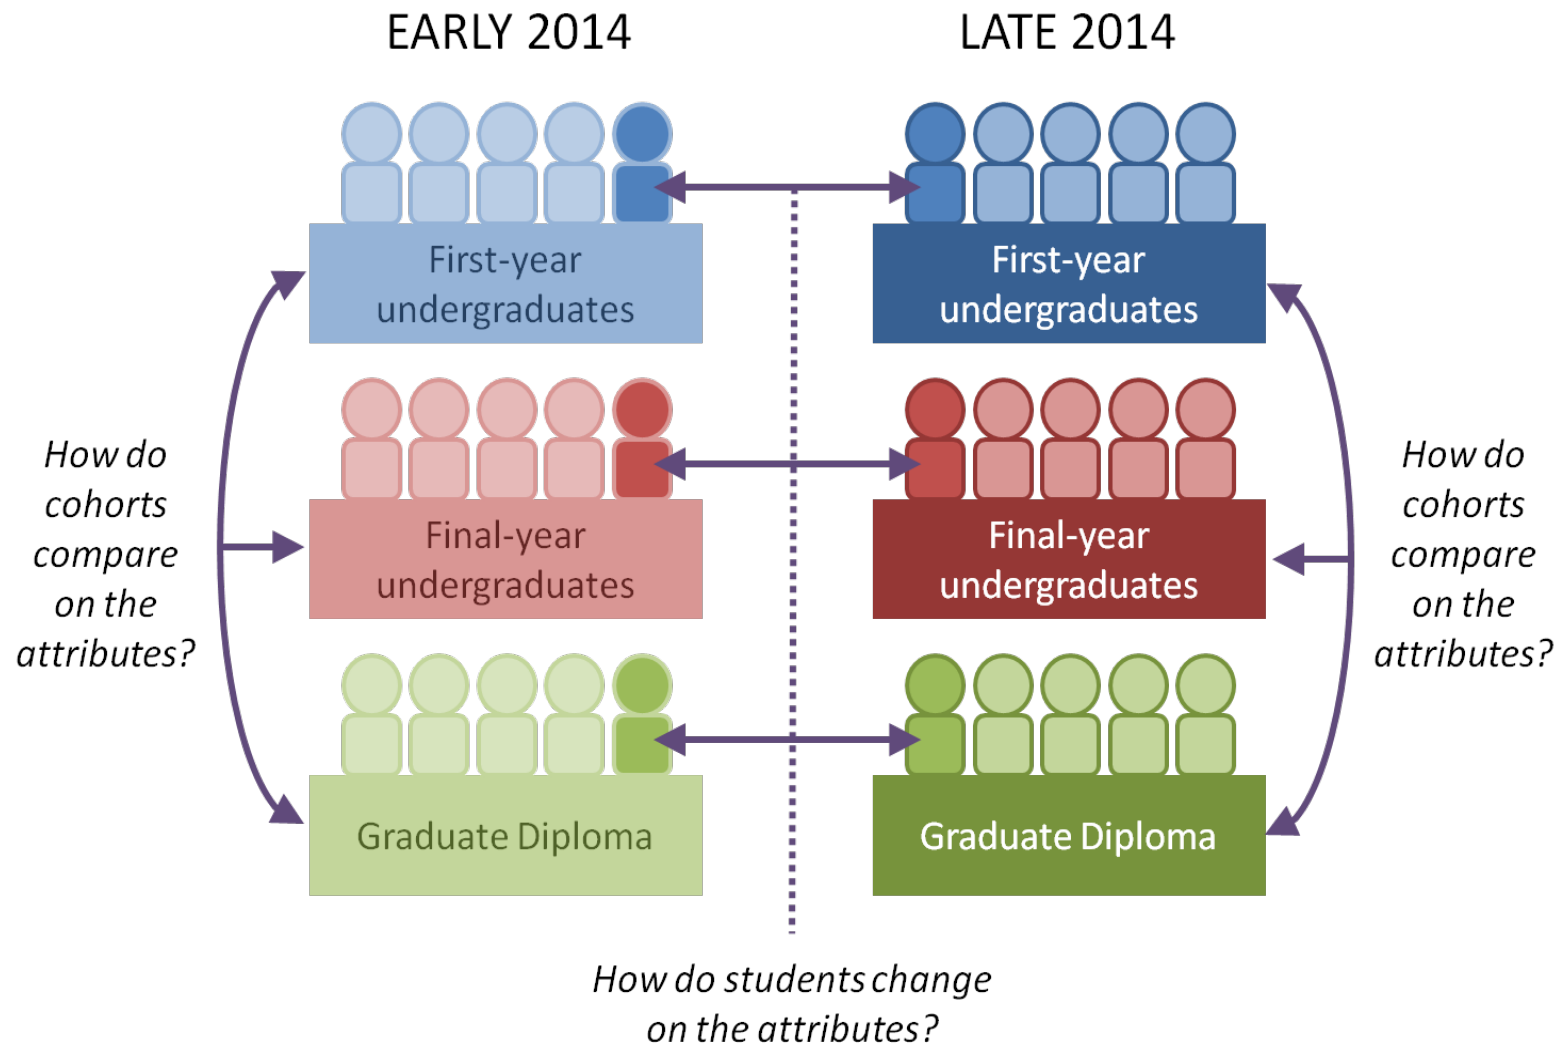 EARLY 2014
LATE 2014
First-year
undergraduates
First-year
undergraduates
How do
cohorts
compare
on the
attributes?
Final-year
undergraduates
Final-year
undergraduates
How do
cohorts
compare
on the
attributes?
Graduate Diploma
Graduate Diploma
How do students change
on the attributes?